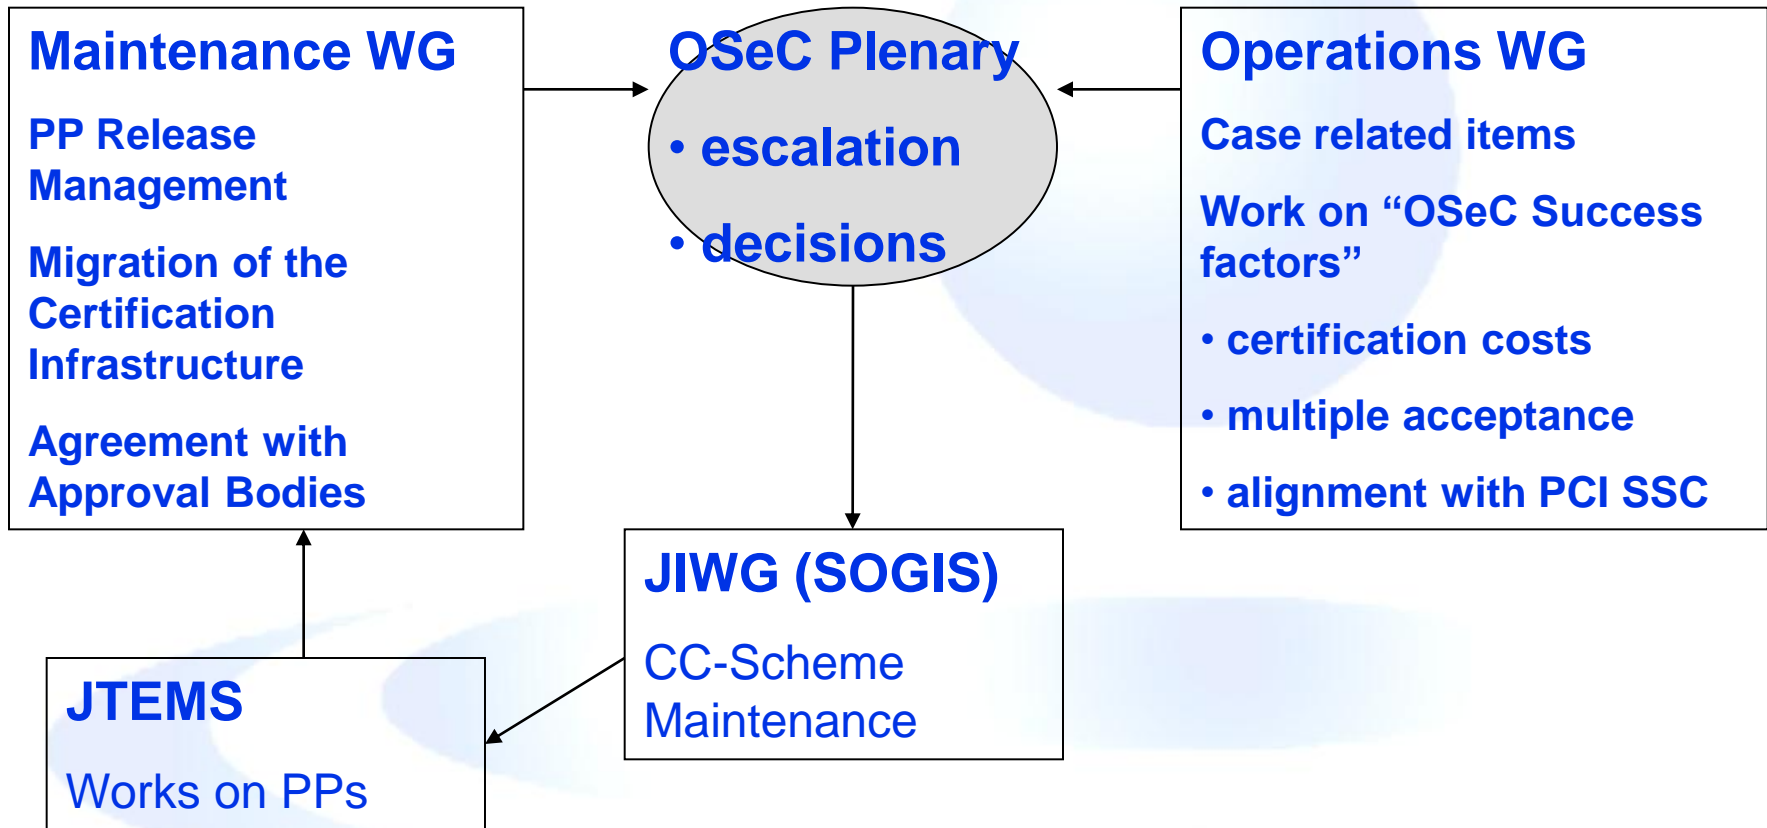 Maintenance WG
PP Release
Management
Migration of the
Certification
Infrastructure
Agreement with
Approval Bodies
OSeC Plenary
• escalation
• decisions
Operations WG
Case related items
Work on “OSeC Success
factors”
• certification costs
• multiple acceptance
• alignment with PCI SSC
JIWG (SOGIS)
CC-Scheme
Maintenance
JTEMS
Works on PPs